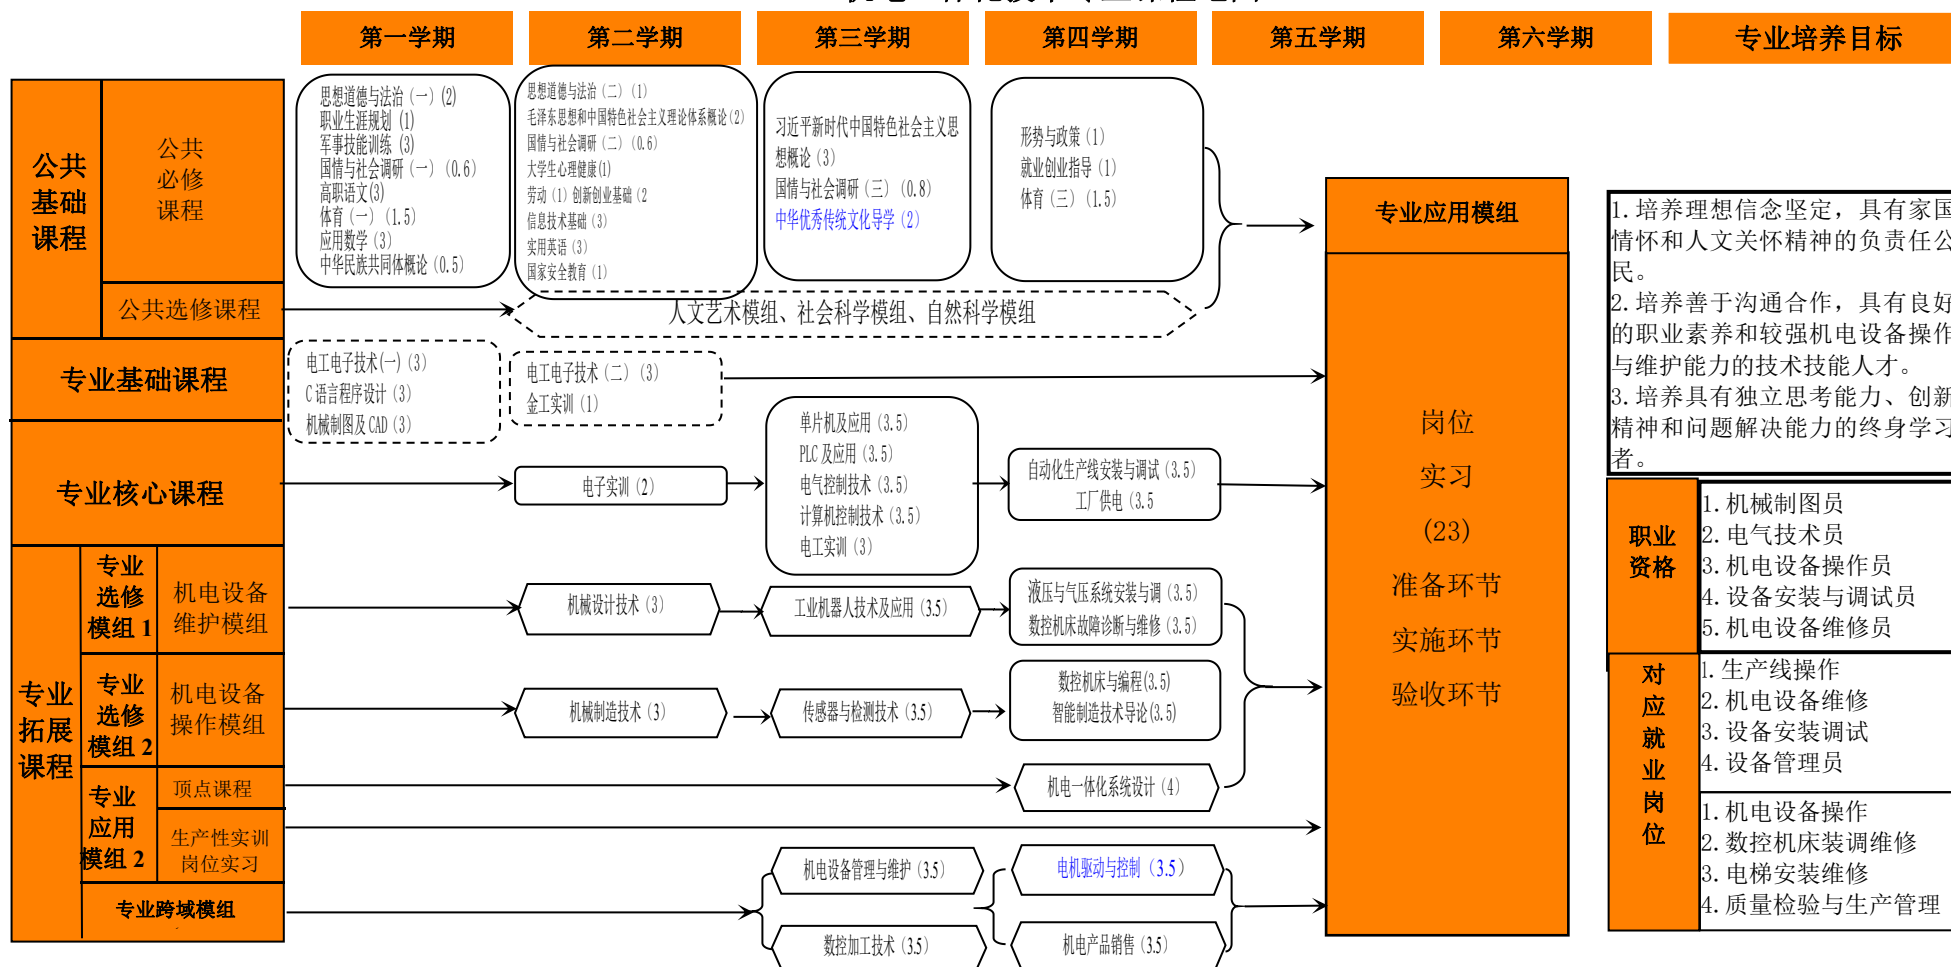 机电一体化技术专业课程地图
第一学期
第二学期
第三学期
第四学期
第五学期
第六学期
专业培养目标
公共
基础
课程
公共
必修
课程
公共选修课程
思想道德与法治（一）(2)
职业生涯规划 (1)
军事技能训练 (3)
国情与社会调研（一）（0.6）
高职语文(3)
体育（一）（1.5）
应用数学（3）
中华民族共同体概论（0.5）
思想道德与法治（二）（1）
毛泽东思想和中国特色社会主义理论体系概论(2)
国情与社会调研（二）（0.6）
大学生心理健康(1)
劳动（1）创新创业基础（2
信息技术基础（3）
实用英语（3）
国家安全教育（1）
习近平新时代中国特色社会主义思
想概论（3）
国情与社会调研（三）（0.8）
中华优秀传统文化导学（2）
形势与政策（1）
就业创业指导（1）
体育（三）（1.5）
人文艺术模组、社会科学模组、自然科学模组
专业基础课程
电工电子技术(一)（3）
C 语言程序设计（3）
机械制图及 CAD（3）
电工电子技术（二）（3）
金工实训（1）
专业核心课程
电子实训（2）
单片机及应用（3.5）
PLC 及应用（3.5）
电气控制技术（3.5）
计算机控制技术（3.5）
电工实训（3）
自动化生产线安装与调试（3.5）
工厂供电（3.5
专业
拓展
课程
专业
选修
模组 1
机电设备
维护模组
机械设计技术（3）
工业机器人技术及应用（3.5）
液压与气压系统安装与调（3.5）
数控机床故障诊断与维修（3.5）
专业
选修
模组 2
机电设备
操作模组
机械制造技术（3）
传感器与检测技术（3.5）
数控机床与编程(3.5)
智能制造技术导论(3.5)
专业
应用
模组 2
顶点课程
机电一体化系统设计（4）
生产性实训
岗位实习
专业跨域模组
机电设备管理与维护（3.5）
数控加工技术（3.5）
电机驱动与控制（3.5）
机电产品销售（3.5）
专业应用模组
岗位
实习
(23)
准备环节
实施环节
验收环节
1.培养理想信念坚定，具有家国
情怀和人文关怀精神的负责任公
民。
2.培养善于沟通合作，具有良好
的职业素养和较强机电设备操作
与维护能力的技术技能人才。
3.培养具有独立思考能力、创新
精神和问题解决能力的终身学习
者。
职业
资格
1.机械制图员
2.电气技术员
3.机电设备操作员
4.设备安装与调试员
5.机电设备维修员
对
应
就
业
岗
位
1.生产线操作
2.机电设备维修
3.设备安装调试
4.设备管理员
1.机电设备操作
2.数控机床装调维修
3.电梯安装维修
4.质量检验与生产管理